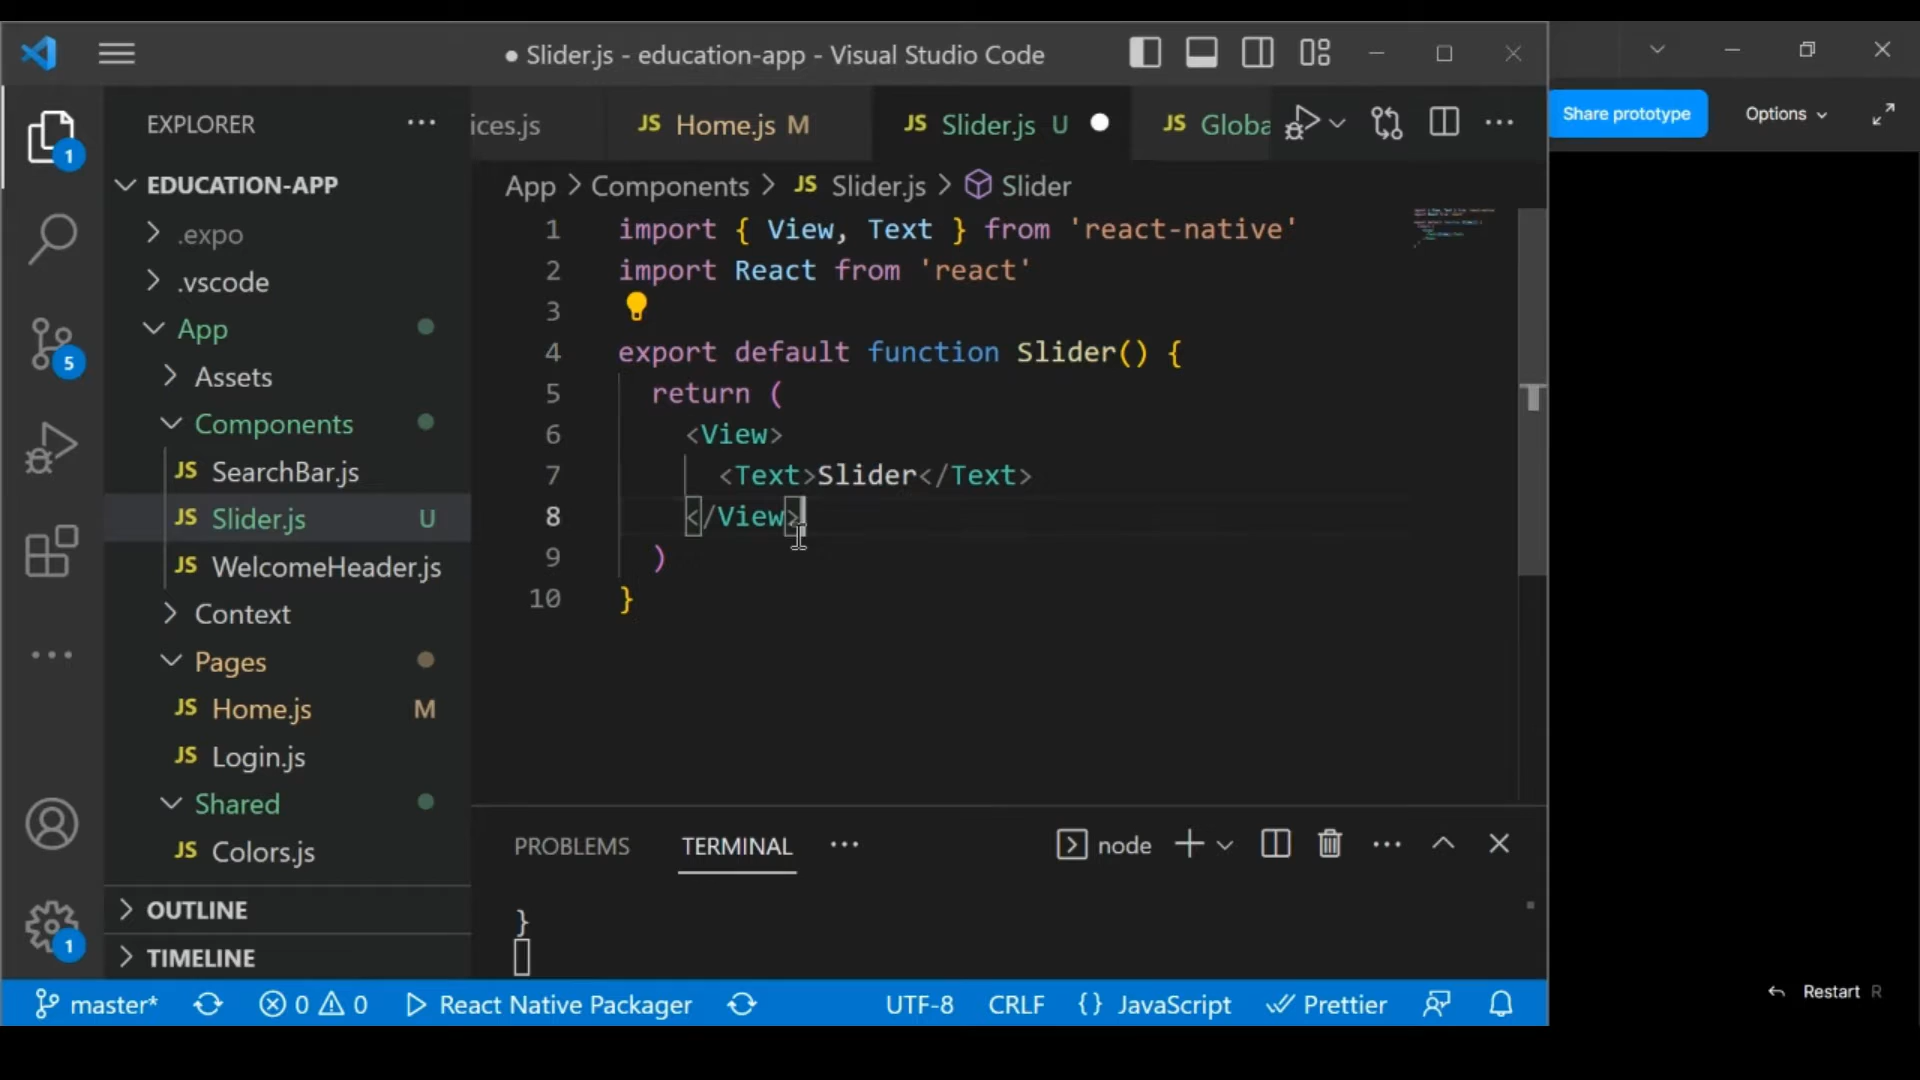 ● Slider.js - education-app - Visual Studio Code
EXPLORER
ices.js
JS Home.js M
JS Slider.js U
JS Globa
Share prototype
Options
EDUCATION-APP
App > Components > JS Slider.js > Slider
.expo
.vscode
App
Assets
Components
JS SearchBar.js
JS Slider.js U
JS WelcomeHeader.js
Context
Pages
JS Home.js M
JS Login.js
Shared
JS Colors.js
OUTLINE
TIMELINE
1
5
1
1 import { View, Text } from 'react-native'
2 import React from 'react'
3
4 export default function Slider() {
5 return (
6 <View>
7 <Text>Slider</Text>
8 </View>
9 )
10 }
PROBLEMS
TERMINAL
node
}
master*
0
0
React Native Packager
UTF-8
CRLF
{} JavaScript
Prettier
Restart R